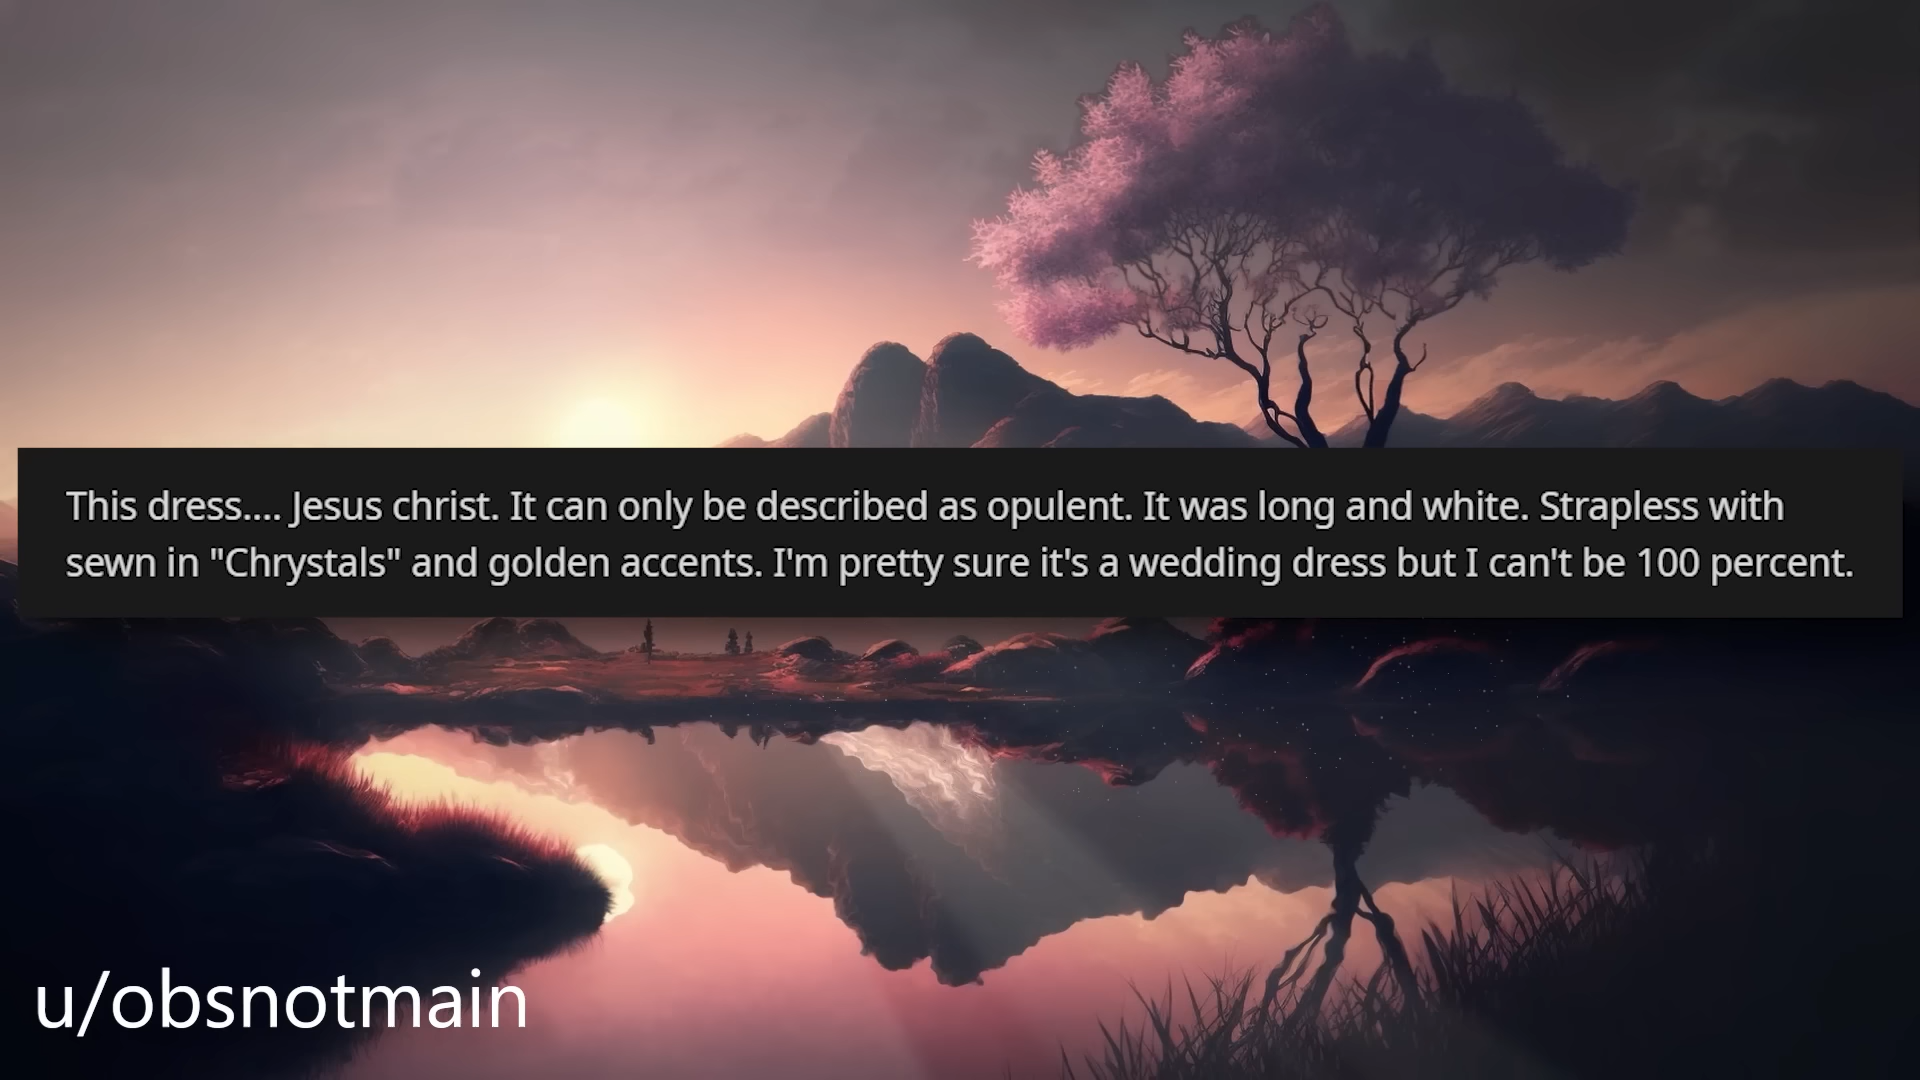 This dress.... Jesus christ. It can only be described as opulent. It was long and white. Strapless with
sewn in "Chrystals" and golden accents. I'm pretty sure it's a wedding dress but I can't be 100 percent.
u/obsnotmain